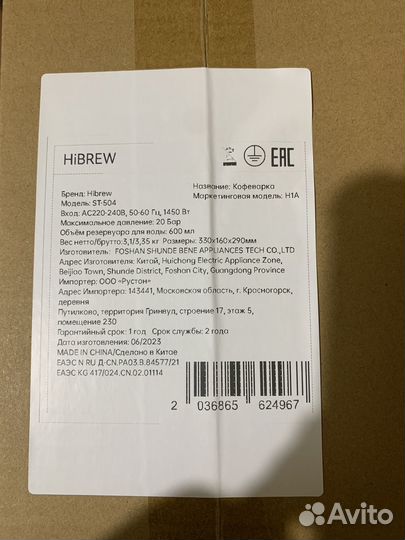 HiBREW
EAC
Бренд: Hibrew
Название: Кофеварка
Модель: ST-504
Маркетинговая модель: H1A
Вход: AC220-240В, 50-60 Гц, 1450 Вт
Максимальное давление: 20 Бар
Объём резервуара для воды: 600 мл
Вес нетто/брутто:3,1/3,35 кг Размеры: 330x160x290мм
Изготовитель: FOSHAN SHUNDE BENE APPLIANCES TECH CO.,LTD
Адрес Изготовителя: Китай, Huichong Electric Appliance Zone,
Beijiao Town, Shunde District, Foshan City, Guangdong Province
Импортер: ООО «Рустон»
Адрес Импортера: 143441, Московская область, г. Красногорск,
деревня
Путилково, территория Гринвуд, строение 17, этаж 5,
помещение 230
Гарантийный срок: 1 год Срок службы: 2 года
Дата изготовления: 06/2023
MADE IN CHINA/Сделано в Китае
ЕАЭС N RU Д-CN.РА03.В.84577/21
ЕАЭС KG 417/024.CN.02.01114
2 036865 624967
Avito